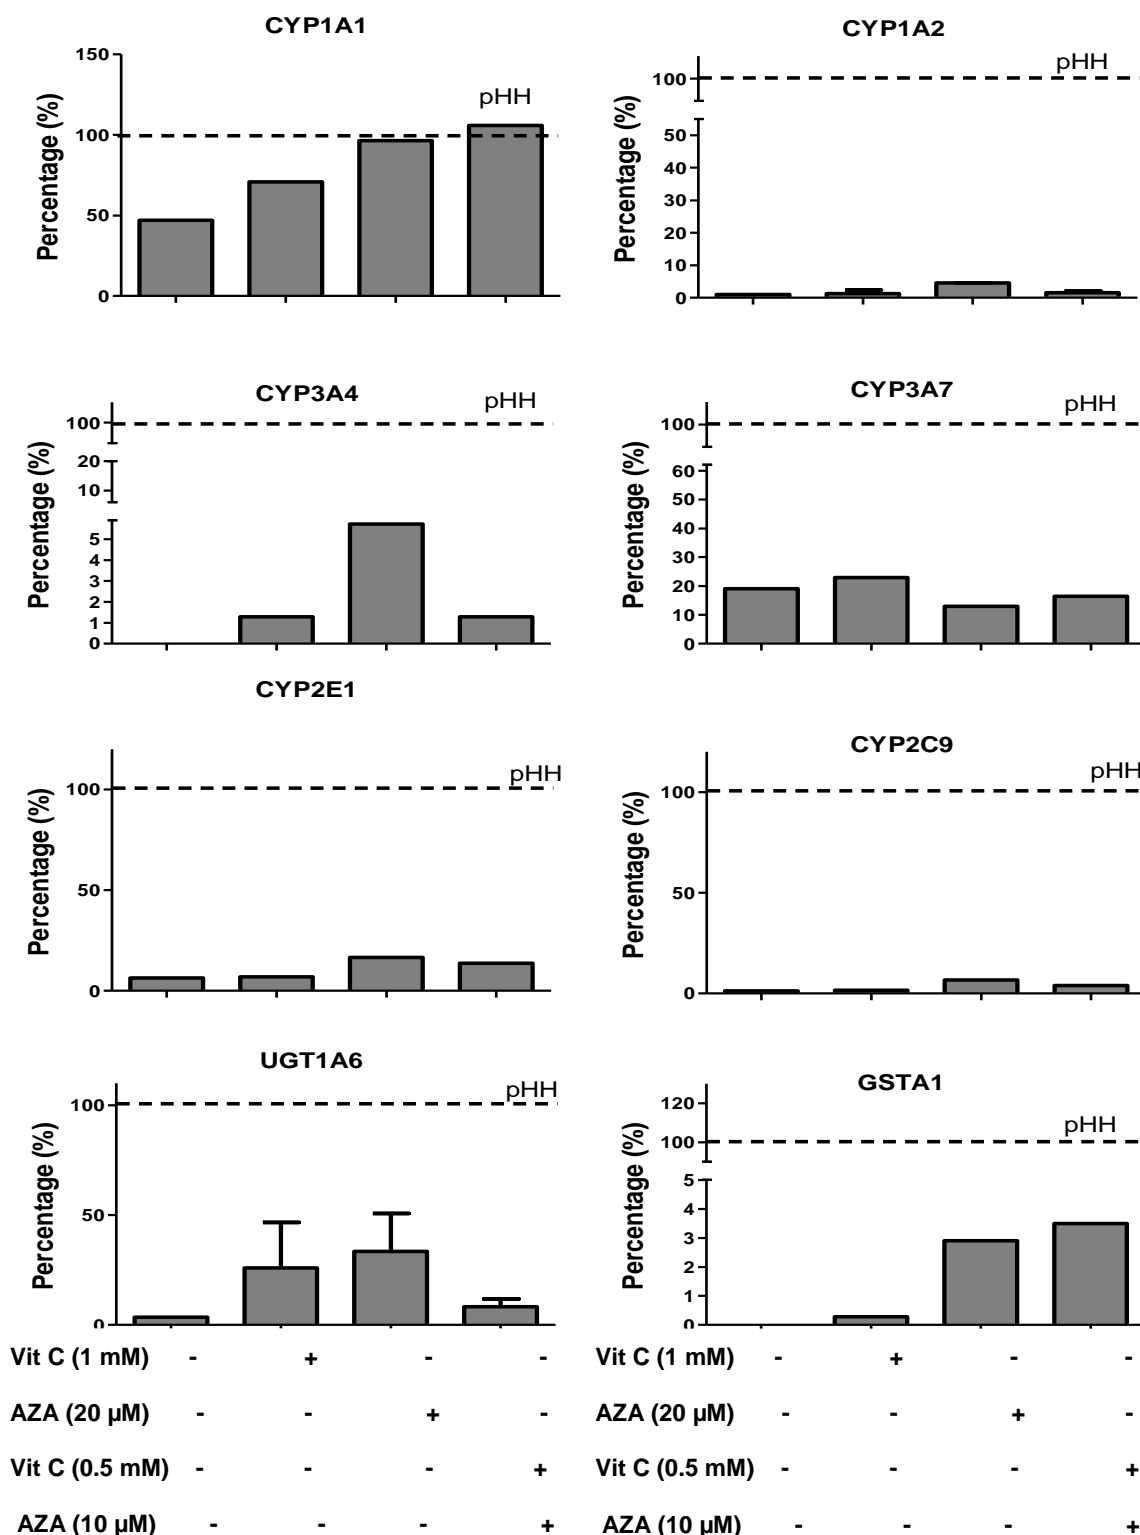 CYP1A1
150
pHH
100
50
0
Percentage (%)
CYP1A2
pHH
100
50
40
30
20
10
0
Percentage (%)
CYP3A4
pHH
100
20
10
5
4
3
2
1
0
Percentage (%)
CYP3A7
pHH
100
60
50
40
30
20
10
0
Percentage (%)
CYP2E1
pHH
100
50
0
Percentage (%)
CYP2C9
pHH
100
50
0
Percentage (%)
UGT1A6
pHH
100
50
0
Percentage (%)
GSTA1
120
pHH
100
5
4
3
2
1
0
Percentage (%)
Vit C (1 mM) - + - -
AZA (20 µM) - - + -
Vit C (0.5 mM) - - - +
AZA (10 µM) - - - +
Vit C (1 mM) - + - -
AZA (20 µM) - - + -
Vit C (0.5 mM) - - - +
AZA (10 µM) - - - +